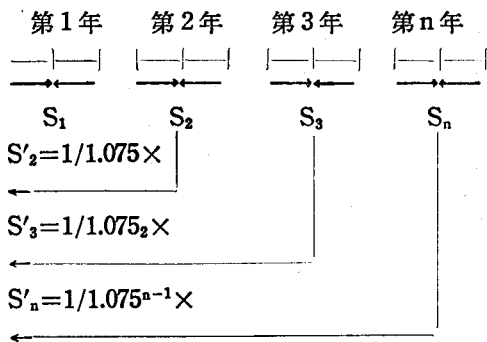 第1年 第2年 第3年 第n年
S₁ S₂ S₃ Sₙ
S′₂=1/1.075×
S′₃=1/1.075₂×
S′ₙ=1/1.075ⁿ⁻¹×